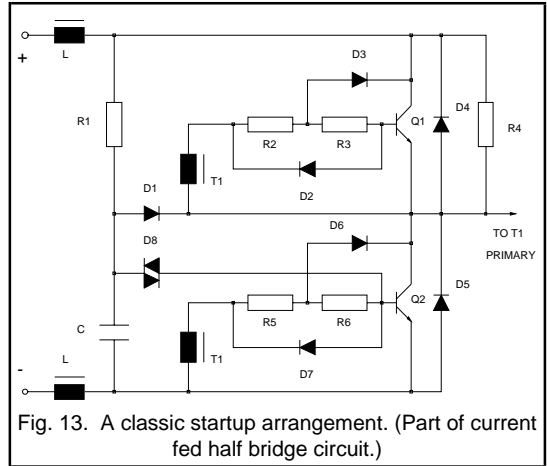 L
D3
+
R1
Q1
D4
R4
R2
R3
T1
D1
D2
D8
D6
TO T1
PRIMARY
Q2
D5
R5
R6
C
L
T1
D7
-
Fig. 13. A classic startup arrangement. (Part of current
fed half bridge circuit.)